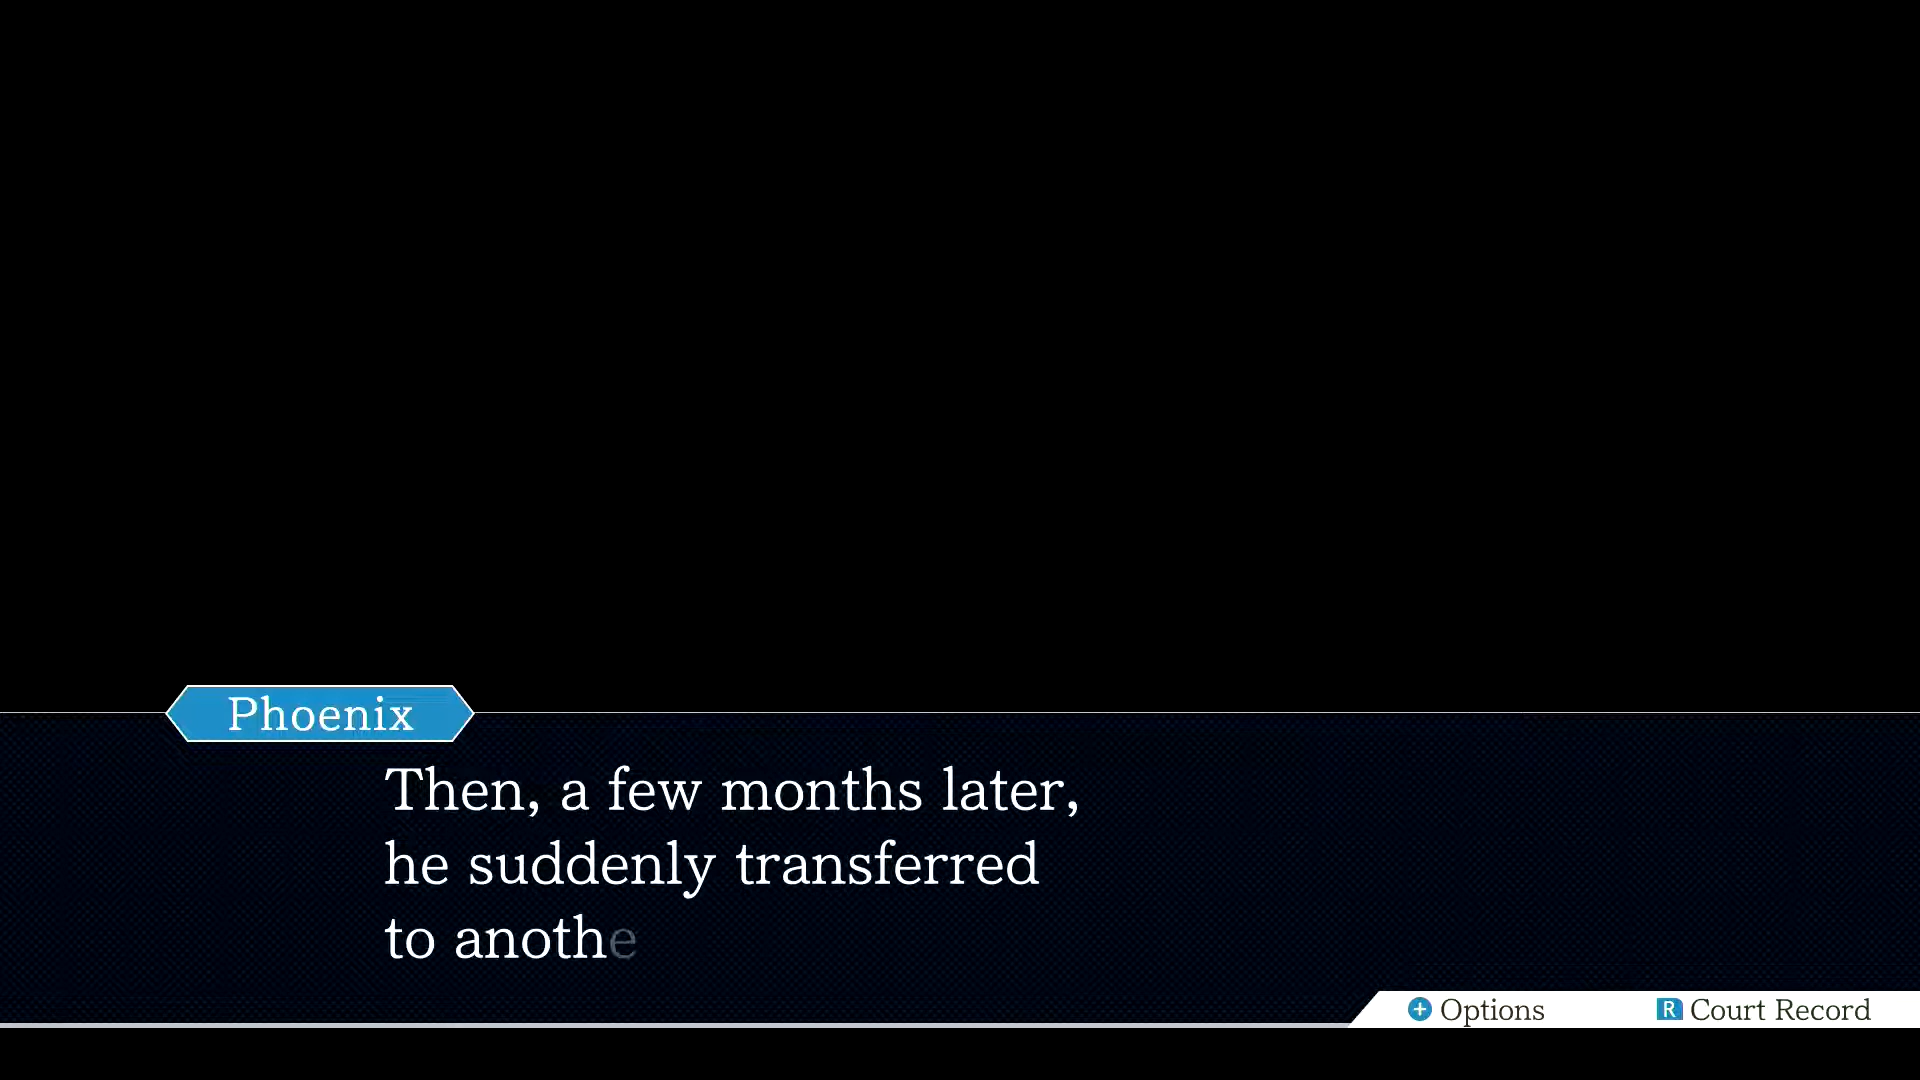 Phoenix
Then, a few months later,
he suddenly transferred
to anothe
+ Options
R Court Record